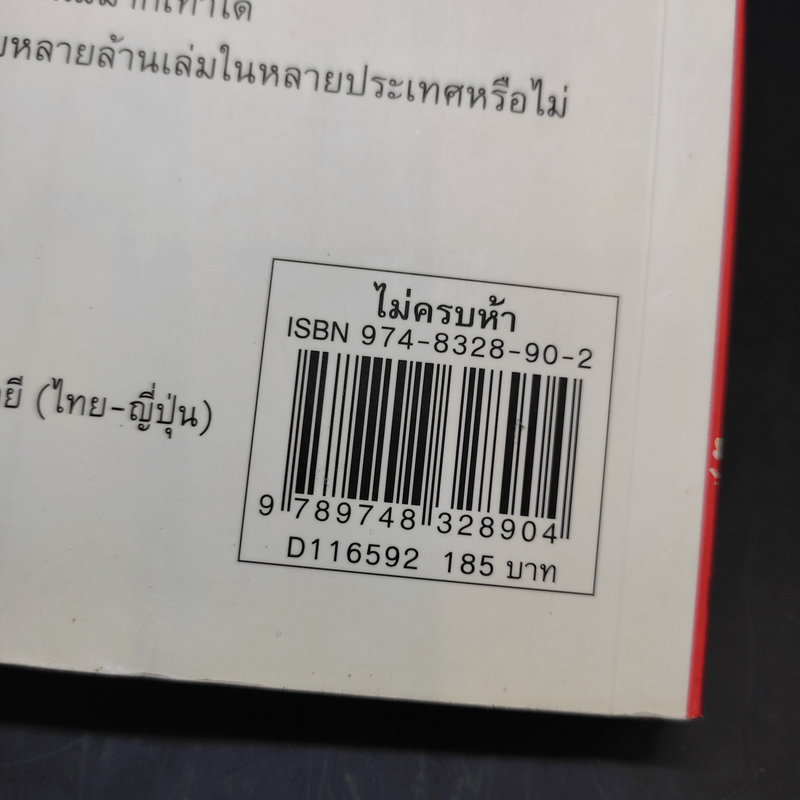 หลายล้านเล่มในหลายประเทศหรือไม่
ยี (ไทย-ญี่ปุ่น)
ไม่ครบห้า
ISBN 974-8328-90-2
9 789748 328904
D116592 185 บาท